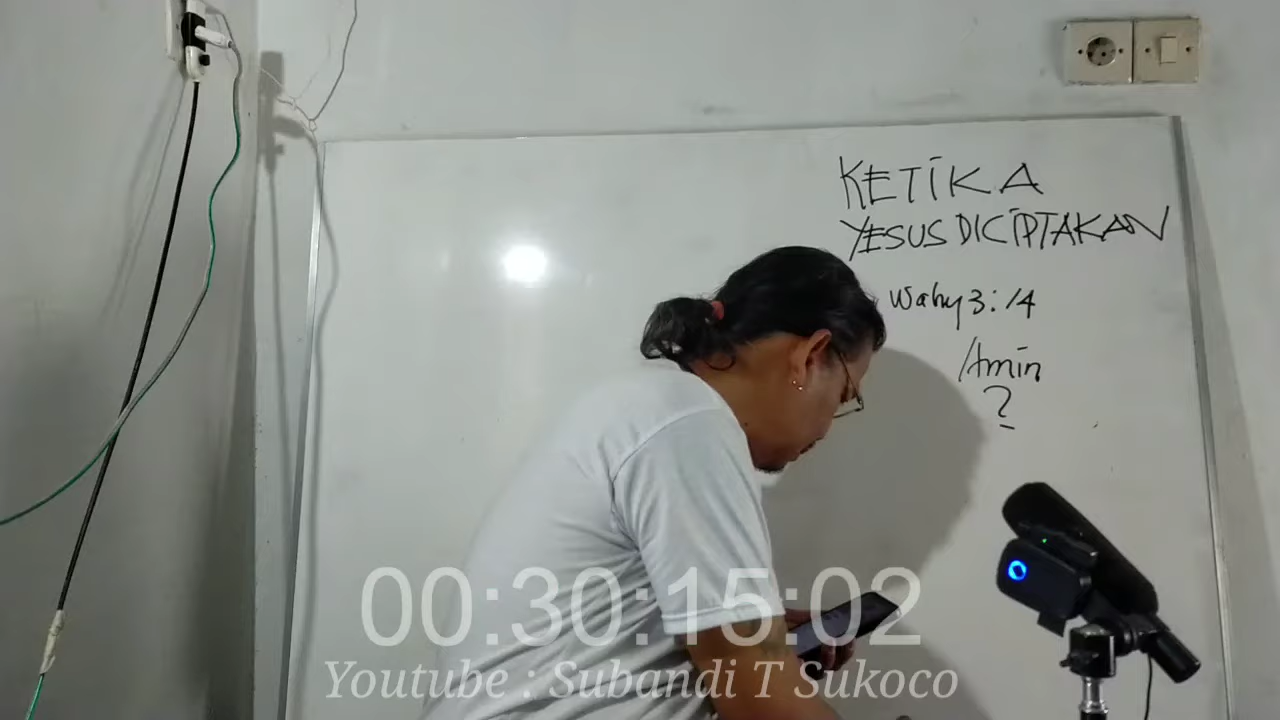 KETIKA
YESUS DICIPTAKAN
Wahy 3:14
Amin
?
00:30:15:02
Youtube : Subandi T Sukoco